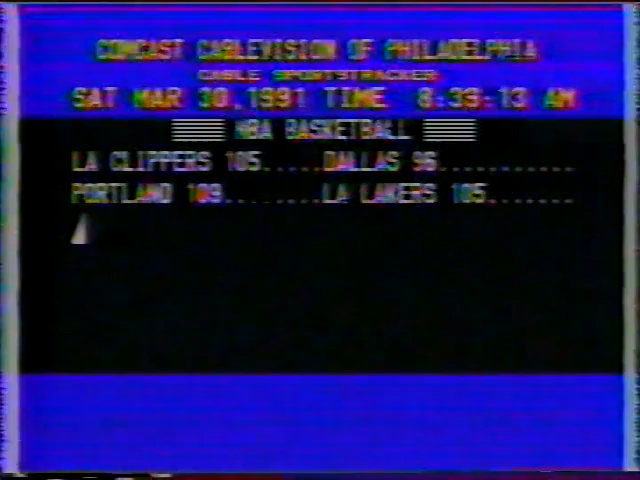 COMCAST CABLEVISION OF PHILADELPHIA
CABLE SPORTSTRACKER
SAT MAR 30,1991 TIME 8:39:13 AM
NBA BASKETBALL
LA CLIPPERS 105.....DALLAS 96............
PORTLAND 109........LA LAKERS 105........